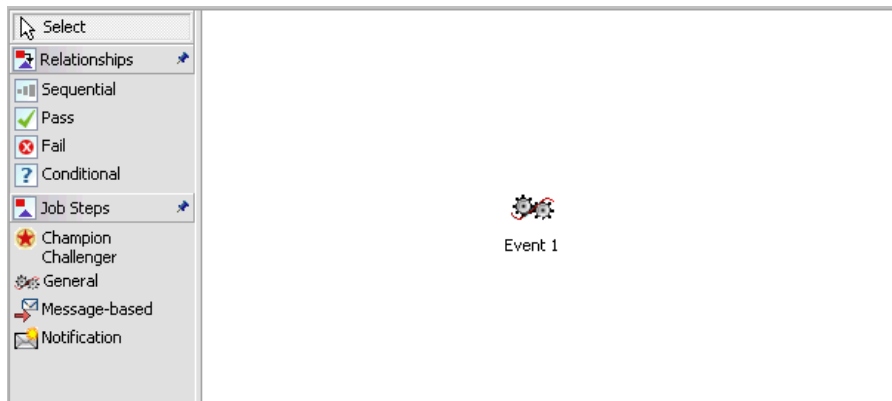 Select
Relationships
Sequential
Pass
Fail
Conditional
Job Steps
Champion
Challenger
General
Message-based
Notification
Event 1